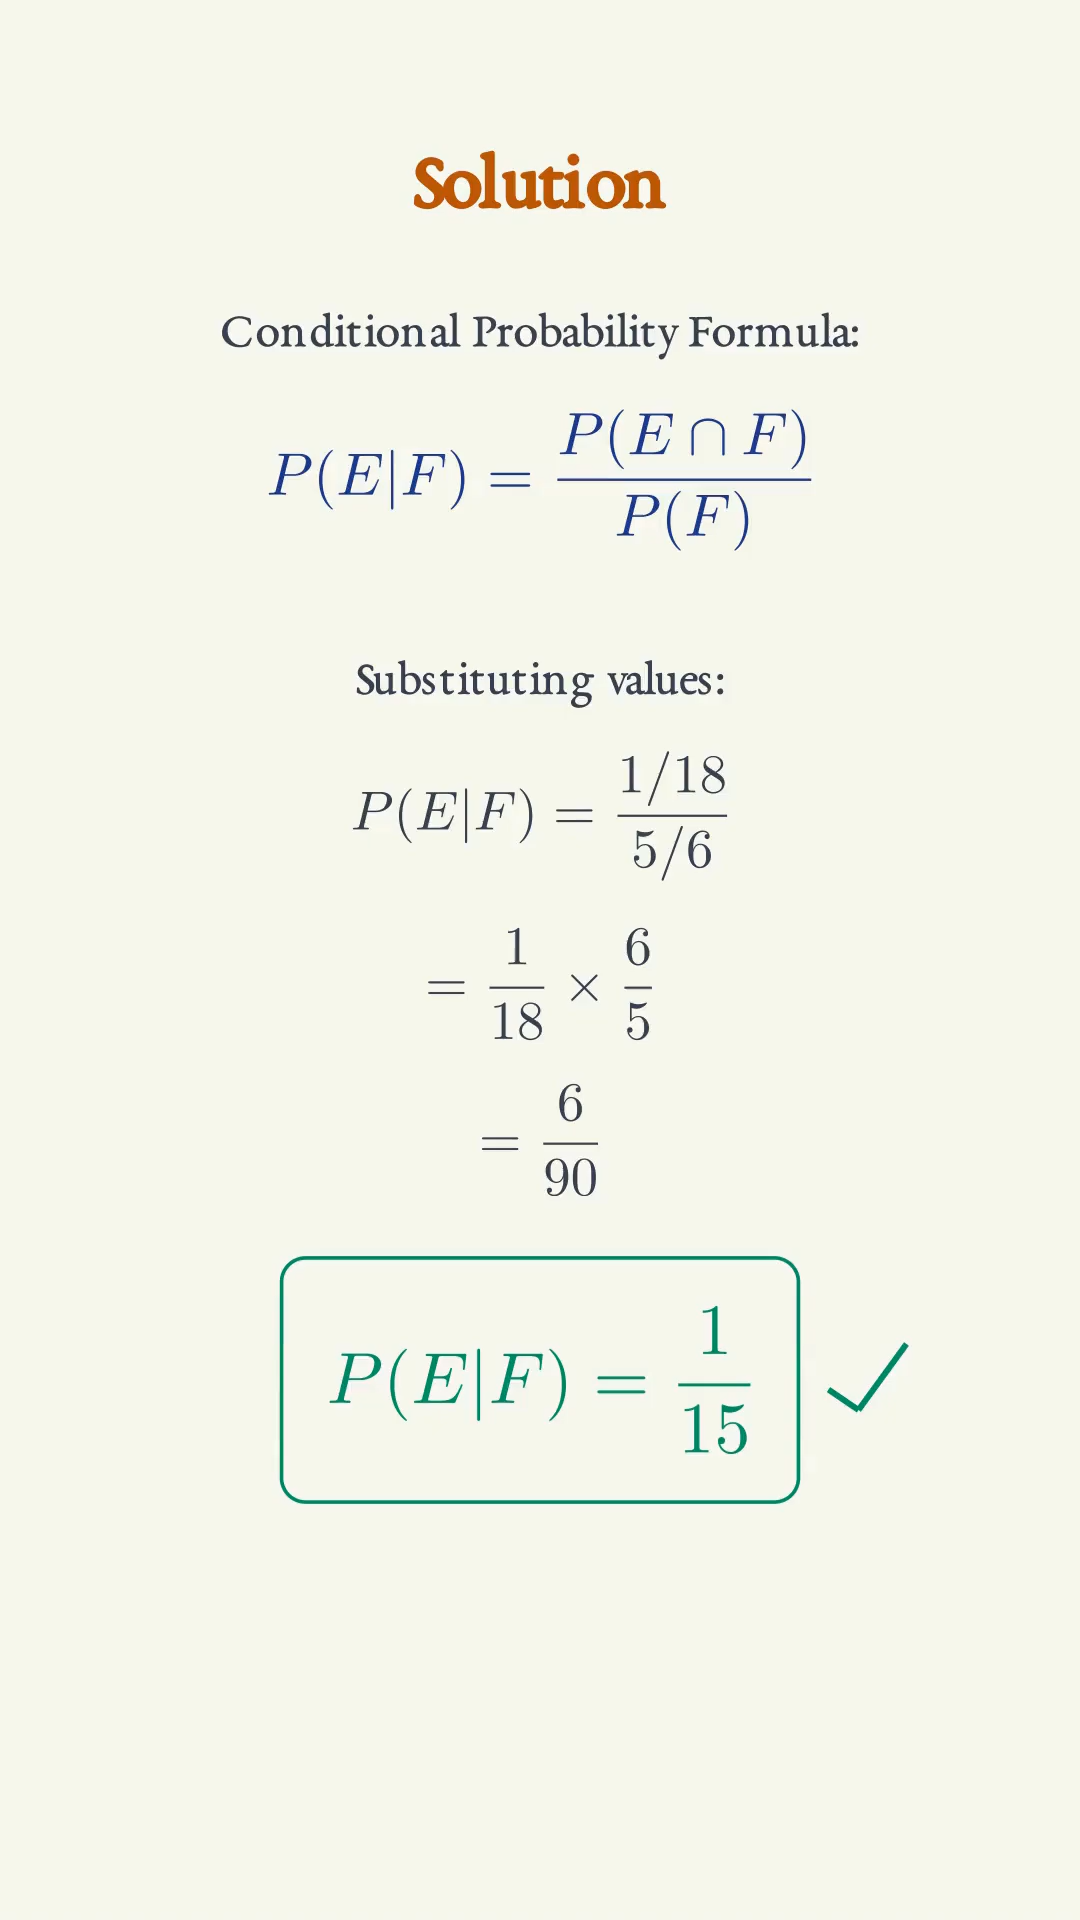 Solution
Conditional Probability Formula:
P(E|F) = P(E ∩ F) / P(F)
Substituting values:
P(E|F) = 1/18 / 5/6
= 1/18 × 6/5
= 6/90
P(E|F) = 1/15